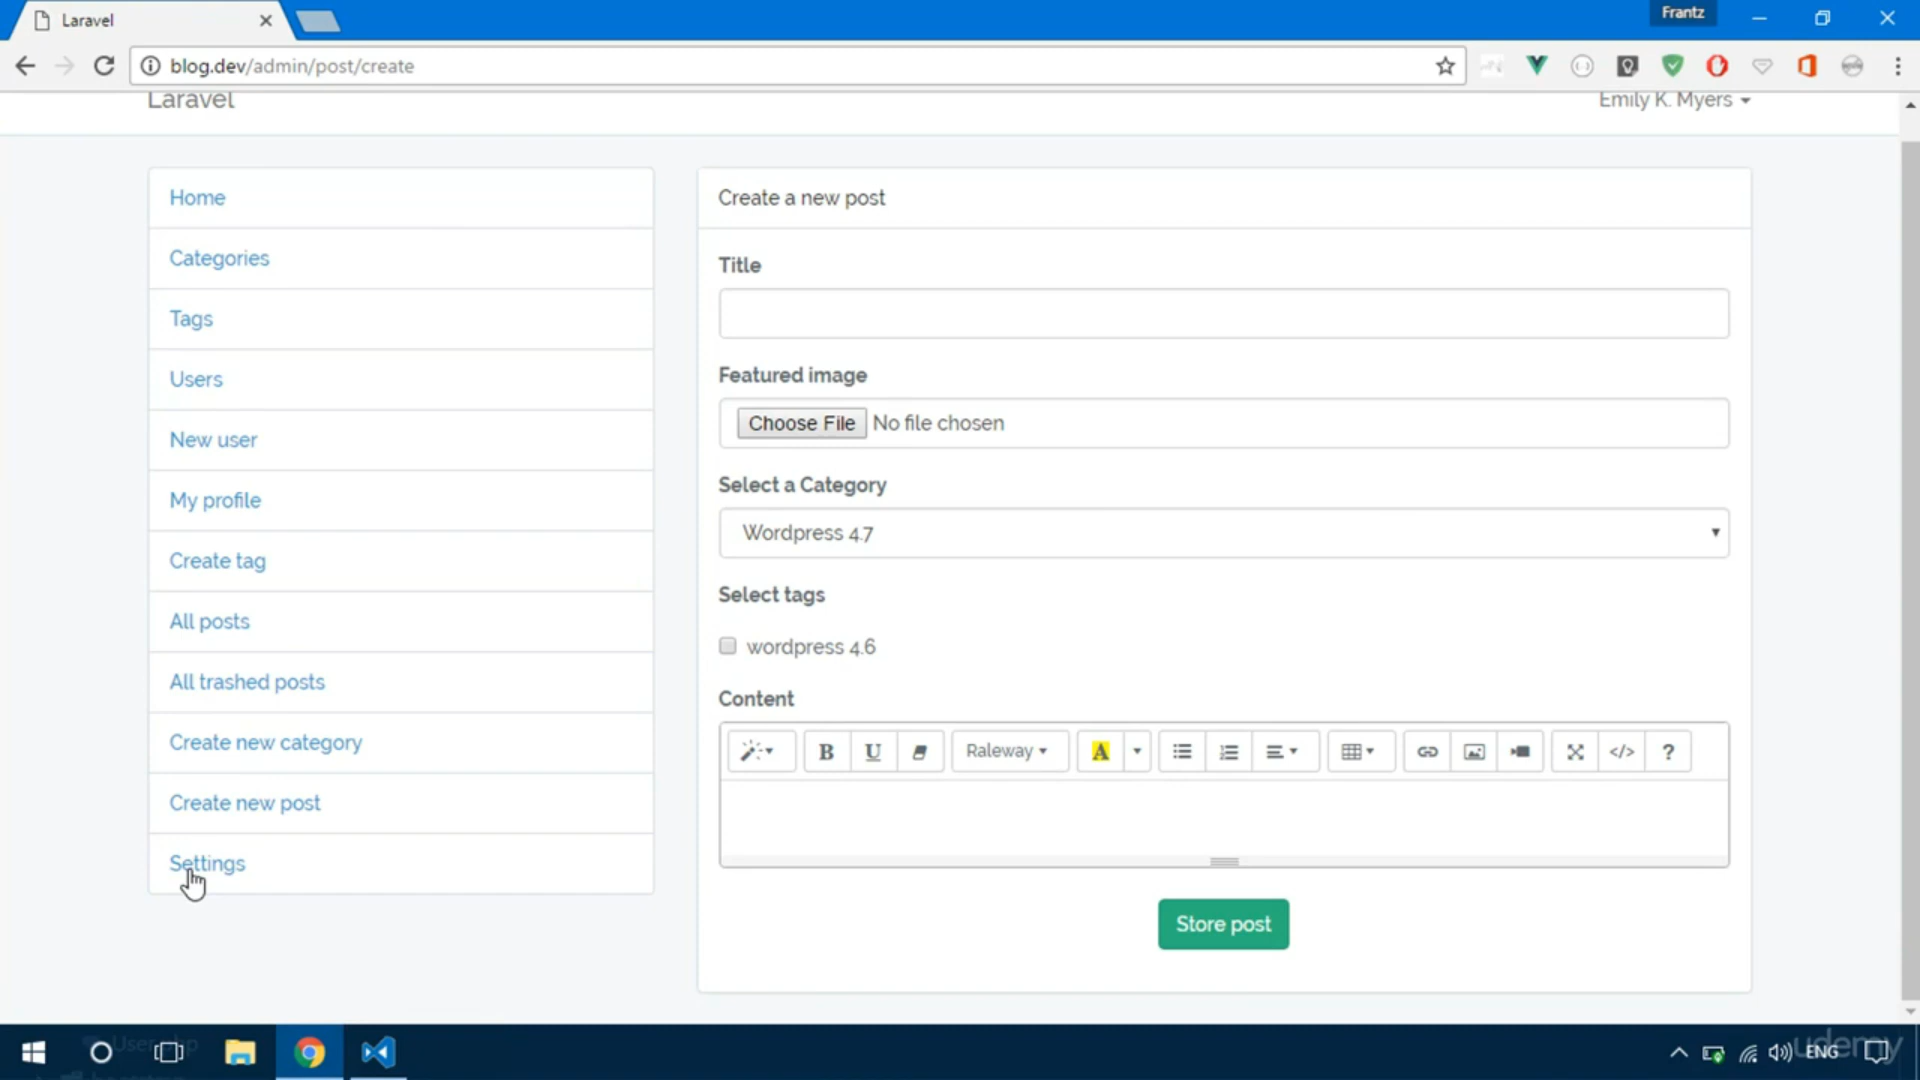 Laravel
Frantz
blog.dev/admin/post/create
Laravel
Emily K. Myers
Home
Categories
Tags
Users
New user
My profile
Create tag
All posts
All trashed posts
Create new category
Create new post
Settings
Create a new post
Title
Featured image
Choose File No file chosen
Select a Category
Wordpress 4.7
Select tags
wordpress 4.6
Content
B U Raleway A </> ?
Store post
ENG
udemy